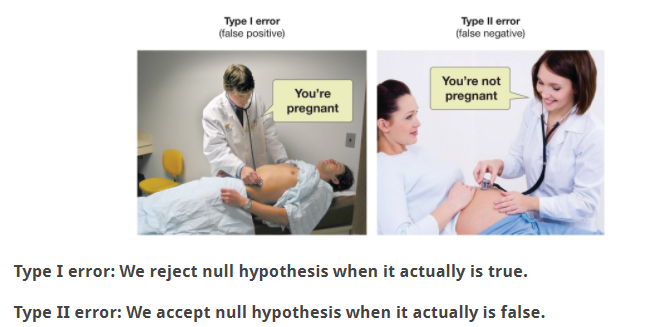 Type I error
(false positive)
Type II error
(false negative)
You're
pregnant
You're not
pregnant
Type I error: We reject null hypothesis when it actually is true.
Type II error: We accept null hypothesis when it actually is false.